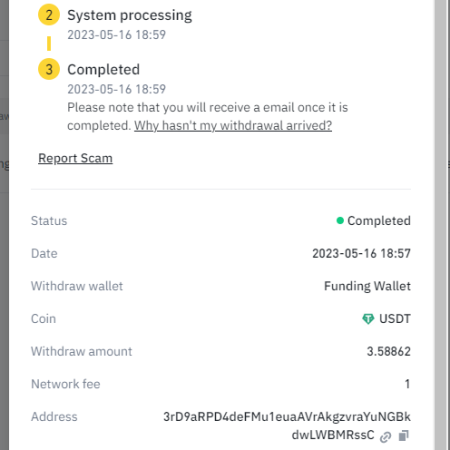 2 System processing
2023-05-16 18:59
3 Completed
2023-05-16 18:59
Please note that you will receive a email once it is
completed. Why hasn't my withdrawal arrived?
Report Scam
Status Completed
Date 2023-05-16 18:57
Withdraw wallet Funding Wallet
Coin USDT
Withdraw amount 3.58862
Network fee 1
Address 3rD9aRPD4deFMu1euaAVrAkgzvraYuNGBk
dwLWBMRssC